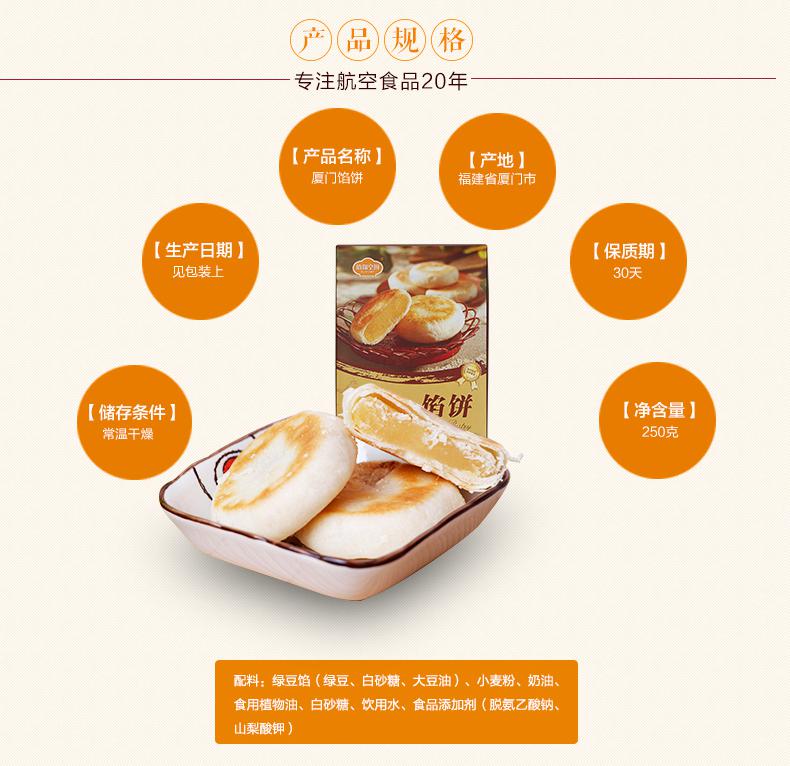 产品规格
专注航空食品20年
【产品名称】
厦门馅饼
【产地】
福建省厦门市
【生产日期】
见包装上
【保质期】
30天
【储存条件】
常温干燥
【净含量】
250克
馅饼
配料：绿豆馅（绿豆、白砂糖、大豆油）、小麦粉、奶油、
食用植物油、白砂糖、饮用水、食品添加剂（脱氨乙酸钠、
山梨酸钾）